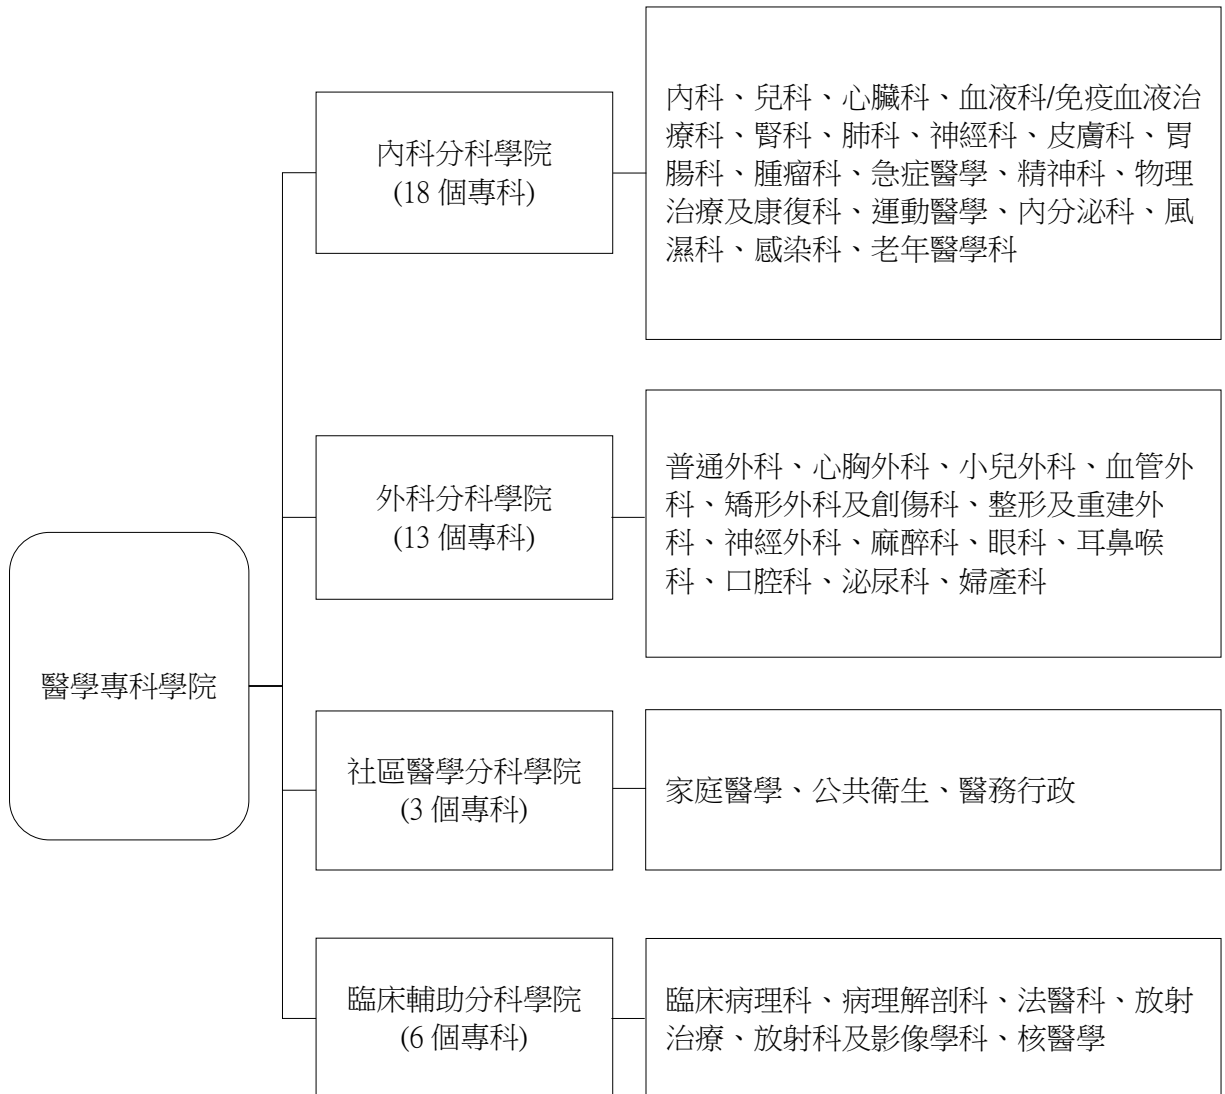 內科分科學院
(18 個專科)
內科、兒科、心臟科、血液科/免疫血液治
療科、腎科、肺科、神經科、皮膚科、胃
腸科、腫瘤科、急症醫學、精神科、物理
治療及康復科、運動醫學、內分泌科、風
濕科、感染科、老年醫學科
外科分科學院
(13 個專科)
普通外科、心胸外科、小兒外科、血管外
科、矯形外科及創傷科、整形及重建外
科、神經外科、麻醉科、眼科、耳鼻喉
科、口腔科、泌尿科、婦產科
醫學專科學院
社區醫學分科學院
(3 個專科)
家庭醫學、公共衛生、醫務行政
臨床輔助分科學院
(6 個專科)
臨床病理科、病理解剖科、法醫科、放射
治療、放射科及影像學科、核醫學